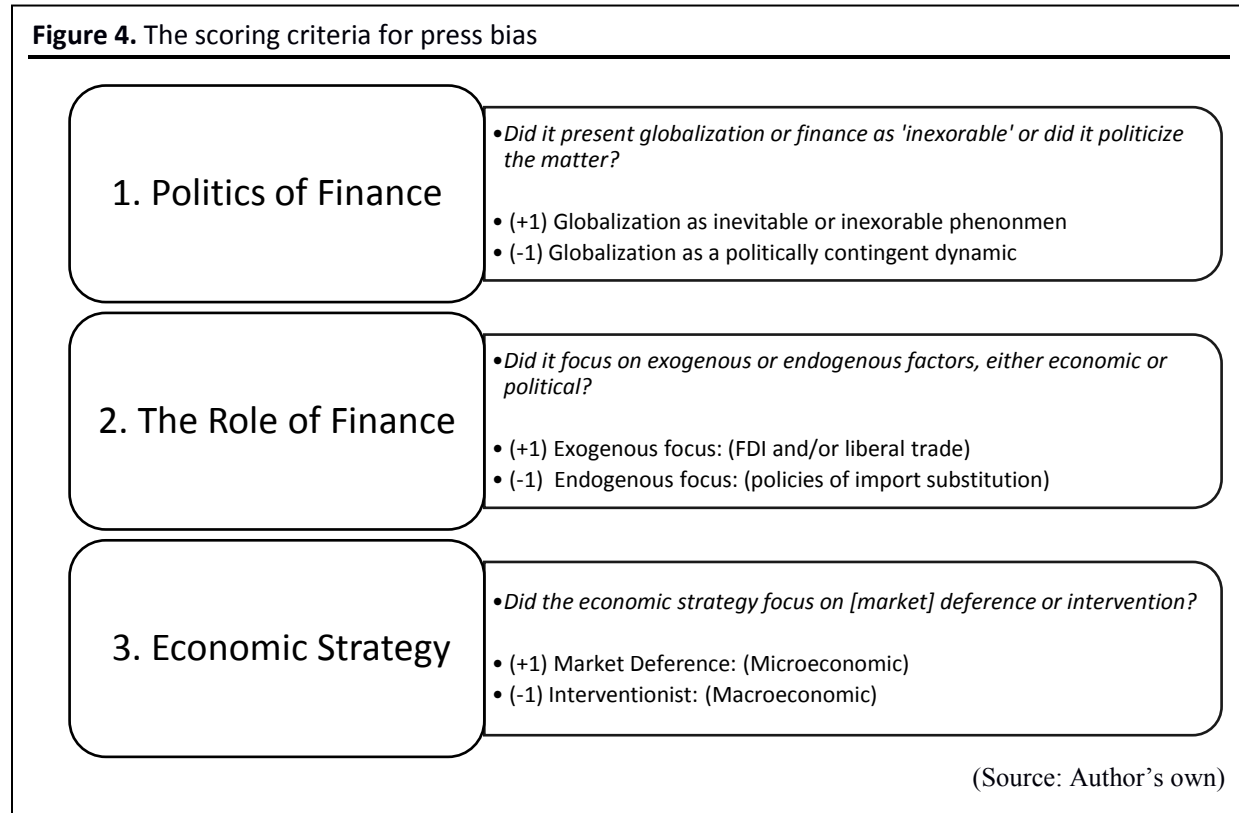 Figure 4. The scoring criteria for press bias
1. Politics of Finance
•Did it present globalization or finance as 'inexorable' or did it politicize
the matter?
• (+1) Globalization as inevitable or inexorable phenonmen
• (-1) Globalization as a politically contingent dynamic
2. The Role of Finance
•Did it focus on exogenous or endogenous factors, either economic or
political?
• (+1) Exogenous focus: (FDI and/or liberal trade)
• (-1) Endogenous focus: (policies of import substitution)
3. Economic Strategy
•Did the economic strategy focus on [market] deference or intervention?
• (+1) Market Deference: (Microeconomic)
• (-1) Interventionist: (Macroeconomic)
(Source: Author’s own)